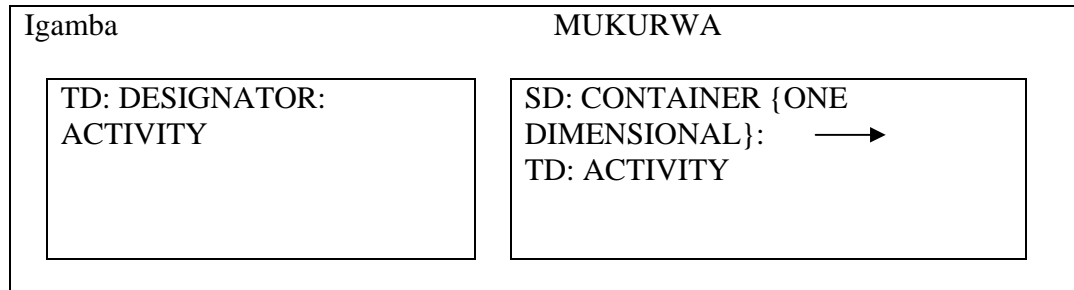 Igamba MUKURWA
TD: DESIGNATOR:
ACTIVITY
SD: CONTAINER {ONE
DIMENSIONAL}:
TD: ACTIVITY